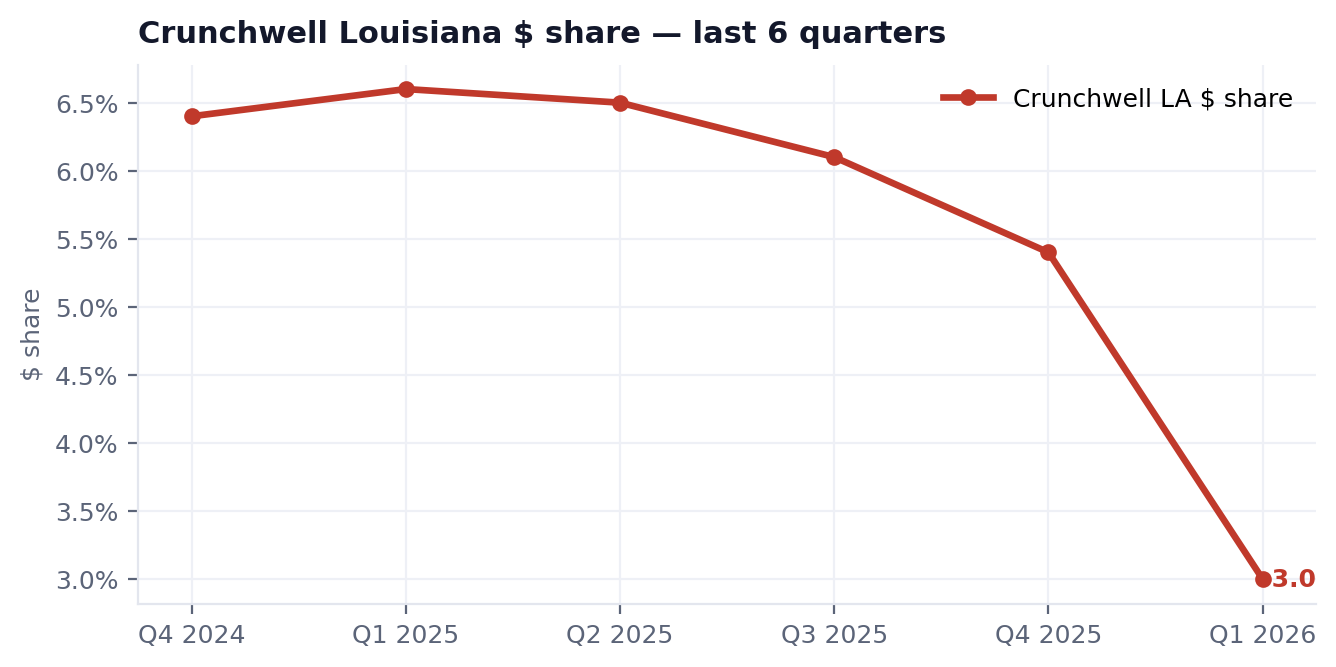 Crunchwell Louisiana $ share — last 6 quarters
Crunchwell LA $ share
$ share
6.5%
6.0%
5.5%
5.0%
4.5%
4.0%
3.5%
3.0%
3.0
Q4 2024 Q1 2025 Q2 2025 Q3 2025 Q4 2025 Q1 2026